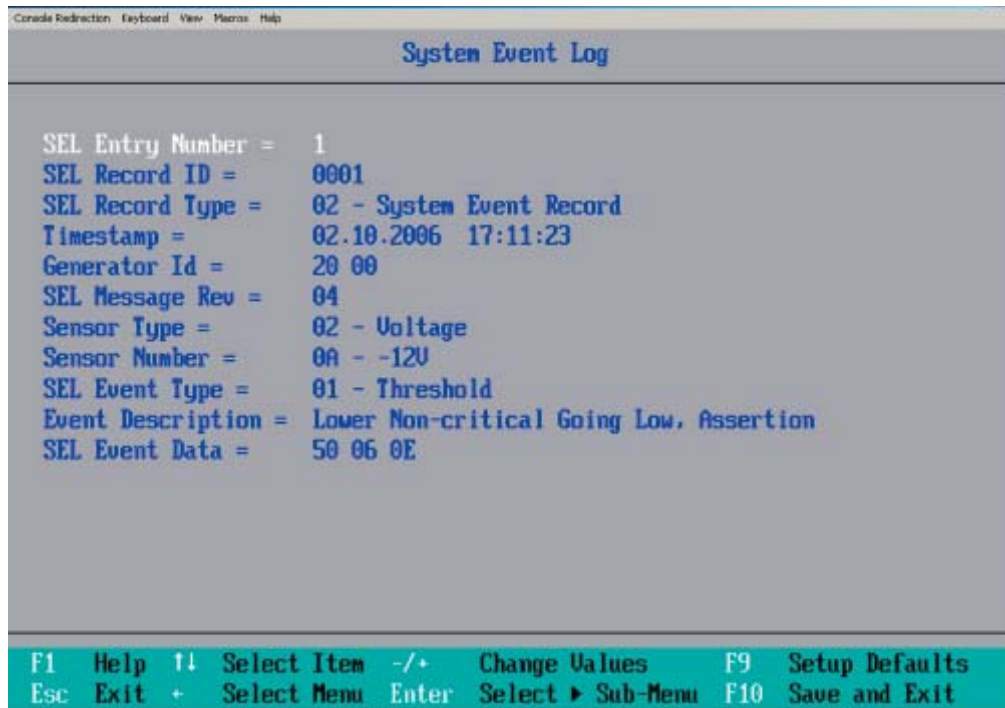 Console Redirection Keyboard View Macros Help
System Event Log
SEL Entry Number = 1
SEL Record ID = 0001
SEL Record Type = 02 - System Event Record
Timestamp = 02.10.2006 17:11:23
Generator Id = 20 00
SEL Message Rev = 04
Sensor Type = 02 - Voltage
Sensor Number = 0A - -12V
SEL Event Type = 01 - Threshold
Event Description = Lower Non-critical Going Low, Assertion
SEL Event Data = 50 06 0E
F1 Help ↑↓ Select Item -/+ Change Values F9 Setup Defaults
Esc Exit ← Select Menu Enter Select ▶ Sub-Menu F10 Save and Exit